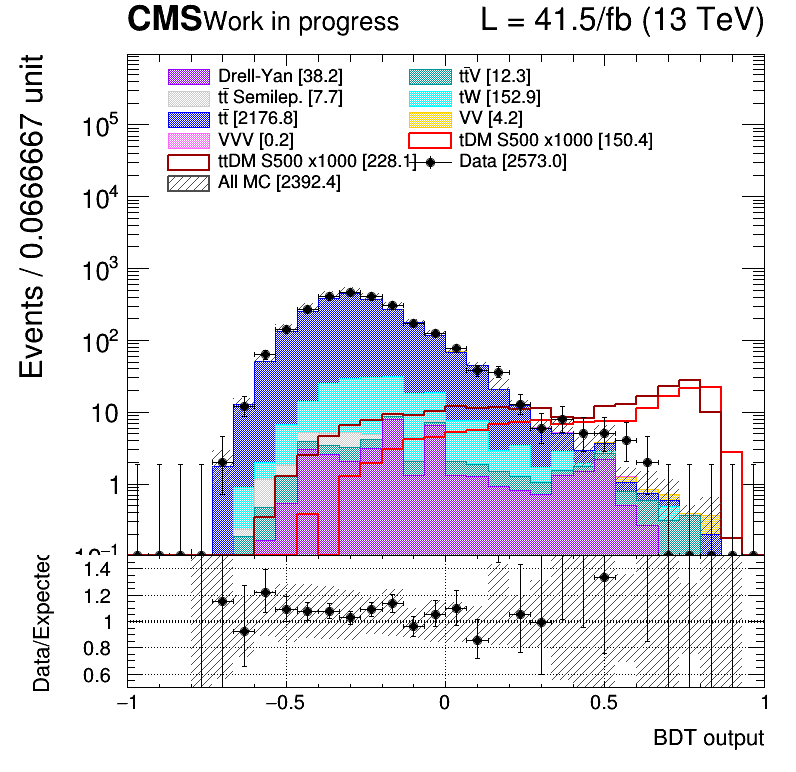 CMS Work in progress L = 41.5/fb (13 TeV)
Events / 0.0666667 unit
Drell-Yan [38.2] tt̄V [12.3]
tt̄ Semilep. [7.7] tW [152.9]
tt̄ [2176.8] VV [4.2]
VVV [0.2] tDM S500 x1000 [150.4]
ttDM S500 x1000 [228.1] Data [2573.0]
All MC [2392.4]
10⁵
10⁴
10³
10²
10
1
10⁻¹
Data/Expected
1.4
1.2
1
0.8
0.6
−1 −0.5 0 0.5 1
BDT output